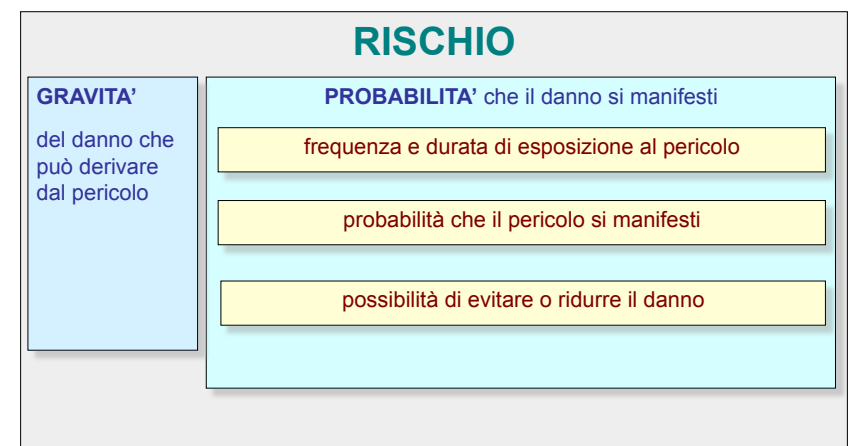 RISCHIO
GRAVITA’
del danno che
può derivare
dal pericolo
PROBABILITA’ che il danno si manifesti
frequenza e durata di esposizione al pericolo
probabilità che il pericolo si manifesti
possibilità di evitare o ridurre il danno